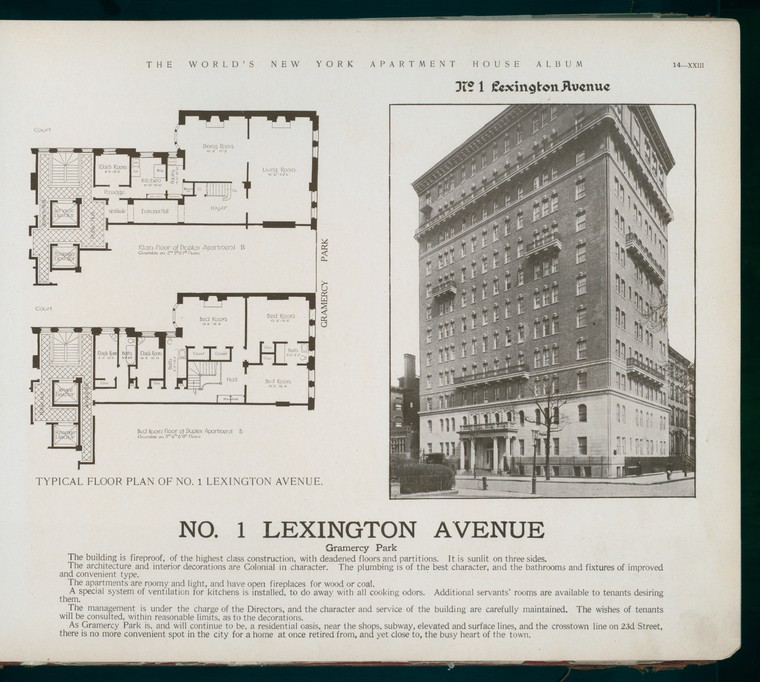 THE WORLD'S NEW YORK APARTMENT HOUSE ALBUM
14—XXIII
Nº 1 Lexington Avenue
Court
Dining Room
Living Room
Kitchen
Pantry
Passage
Vestibule
Entrance Hall
Main Floor of Duplex Apartment B
GRAMERCY PARK
Court
Bed Room
Bed Room
Bath
Closet
Closet
Hall
Bed Room
Bed Room Floor of Duplex Apartment B
TYPICAL FLOOR PLAN OF NO. 1 LEXINGTON AVENUE.
NO. 1 LEXINGTON AVENUE
Gramercy Park
The building is fireproof, of the highest class construction, with deadened floors and partitions. It is sunlit on three sides.
The architecture and interior decorations are Colonial in character. The plumbing is of the best character, and the bathrooms and fixtures of improved
and convenient type.
The apartments are roomy and light, and have open fireplaces for wood or coal.
A special system of ventilation for kitchens is installed, to do away with all cooking odors. Additional servants' rooms are available to tenants desiring
them.
The management is under the charge of the Directors, and the character and service of the building are carefully maintained. The wishes of tenants
will be consulted, within reasonable limits, as to the decorations.
As Gramercy Park is, and will continue to be, a residential oasis, near the shops, subway, elevated and surface lines, and the crosstown line on 23d Street,
there is no more convenient spot in the city for a home at once retired from, and yet close to, the busy heart of the town.